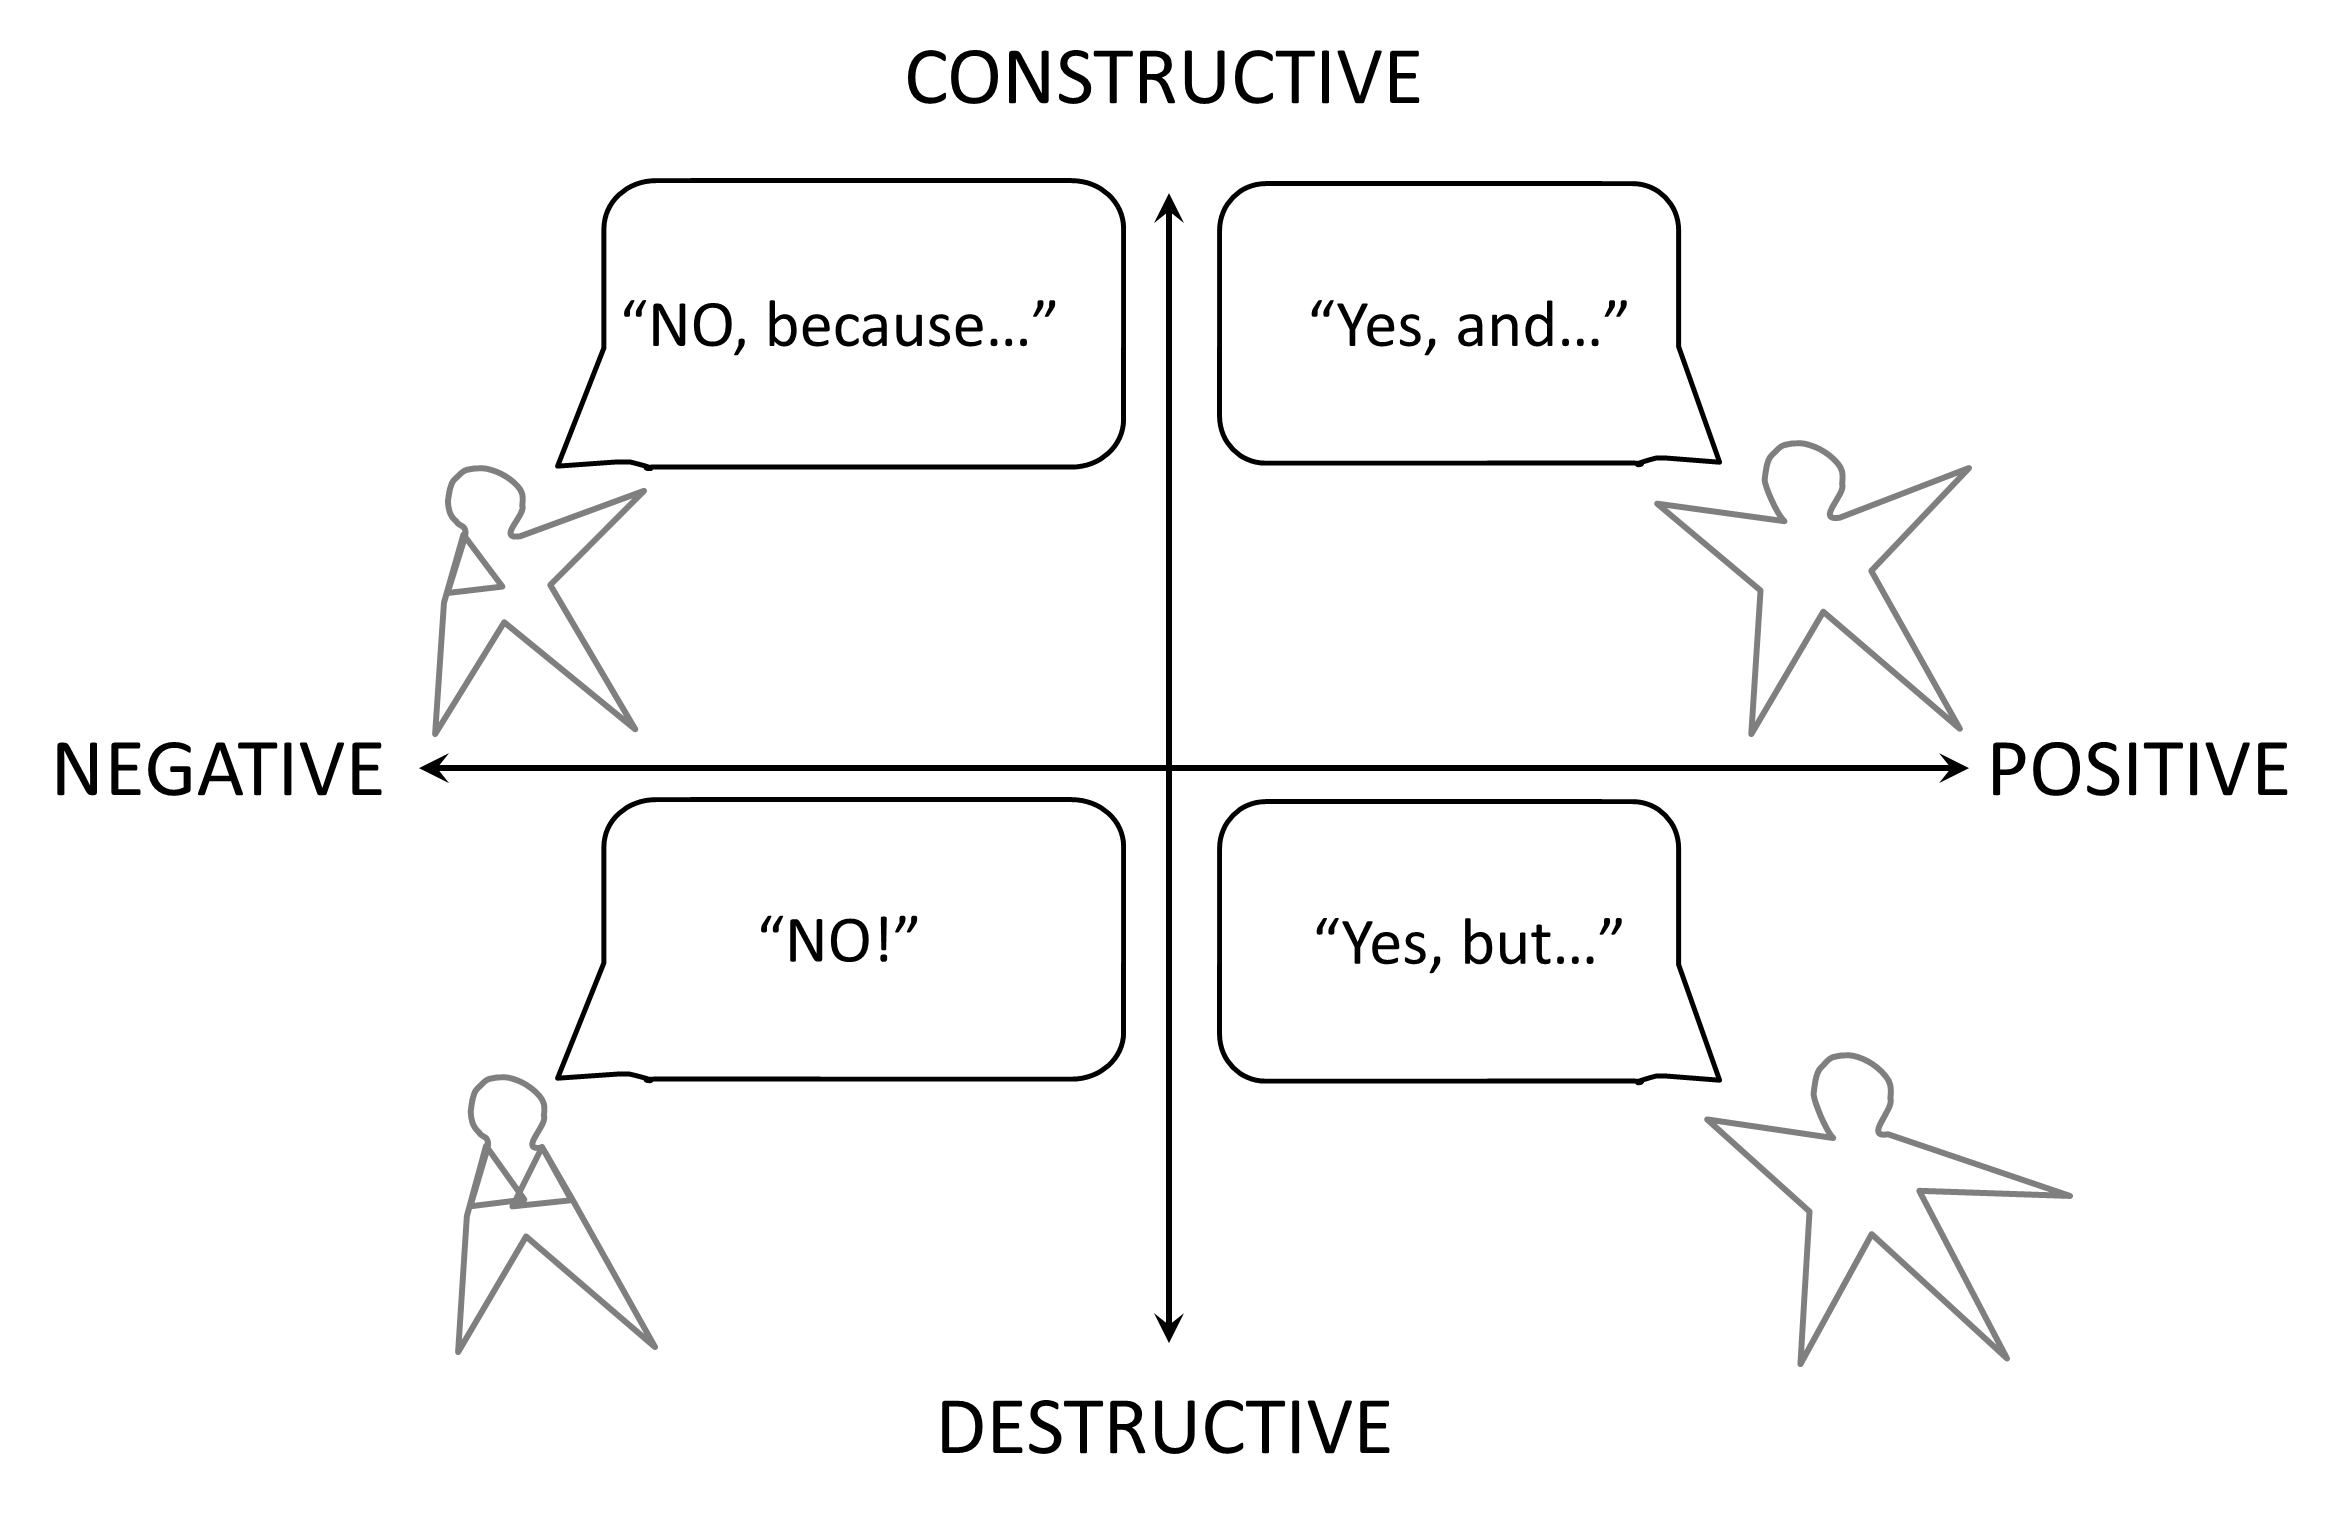 CONSTRUCTIVE
“NO, because...”
“Yes, and...”
NEGATIVE
POSITIVE
“NO!”
“Yes, but...”
DESTRUCTIVE